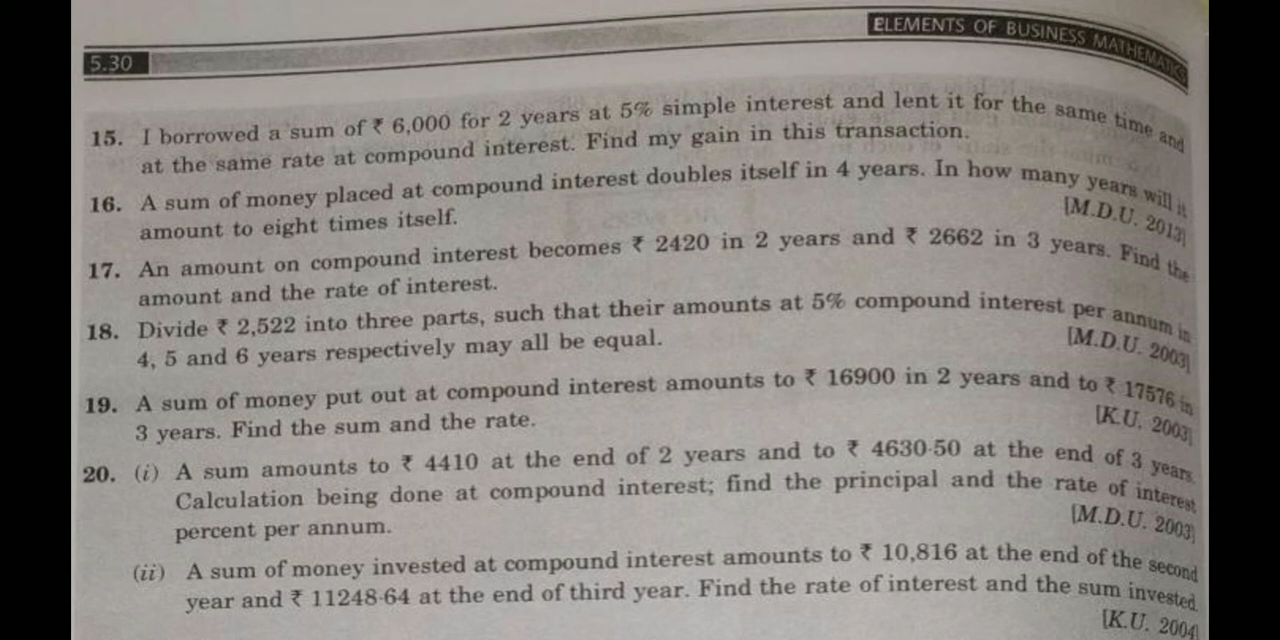 ELEMENTS OF BUSINESS MATHEMATICS
5.30
15. I borrowed a sum of ₹ 6,000 for 2 years at 5% simple interest and lent it for the same time and
at the same rate at compound interest. Find my gain in this transaction.
16. A sum of money placed at compound interest doubles itself in 4 years. In how many years will it
amount to eight times itself. [M.D.U. 2013]
17. An amount on compound interest becomes ₹ 2420 in 2 years and ₹ 2662 in 3 years. Find the
amount and the rate of interest.
18. Divide ₹ 2,522 into three parts, such that their amounts at 5% compound interest per annum in
4, 5 and 6 years respectively may all be equal. [M.D.U. 2003]
19. A sum of money put out at compound interest amounts to ₹ 16900 in 2 years and to ₹ 17576 in
3 years. Find the sum and the rate. [K.U. 2003]
20. (i) A sum amounts to ₹ 4410 at the end of 2 years and to ₹ 4630·50 at the end of 3 years.
Calculation being done at compound interest; find the principal and the rate of interest
percent per annum. [M.D.U. 2003]
(ii) A sum of money invested at compound interest amounts to ₹ 10,816 at the end of the second
year and ₹ 11248·64 at the end of third year. Find the rate of interest and the sum invested.
[K.U. 2004]